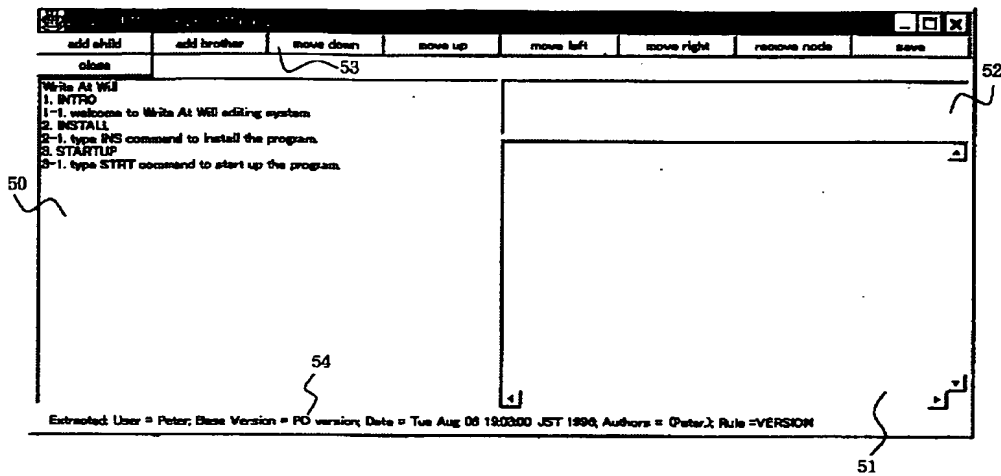 add child add brother move down move up move left move right remove node save
close
53
52
Write At Will
1. INTRO
1-1. welcome to Write At Will editing system
2. INSTALL
2-1. type INS command to install the program.
3. STARTUP
3-1. type STRT command to start up the program.
50
54
Extracted: User = Peter; Base Version = PD version; Date = Tue Aug 06 19:03:00 JST 1996; Authors = (Peter.); Rule =VERSION
51